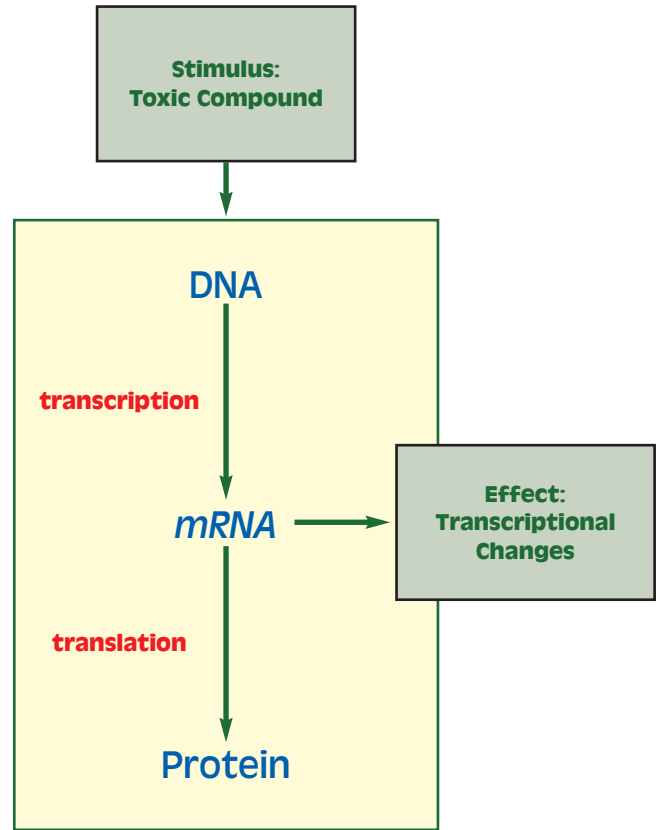 Stimulus:
Toxic Compound
DNA
transcription
mRNA
Effect:
Transcriptional
Changes
translation
Protein